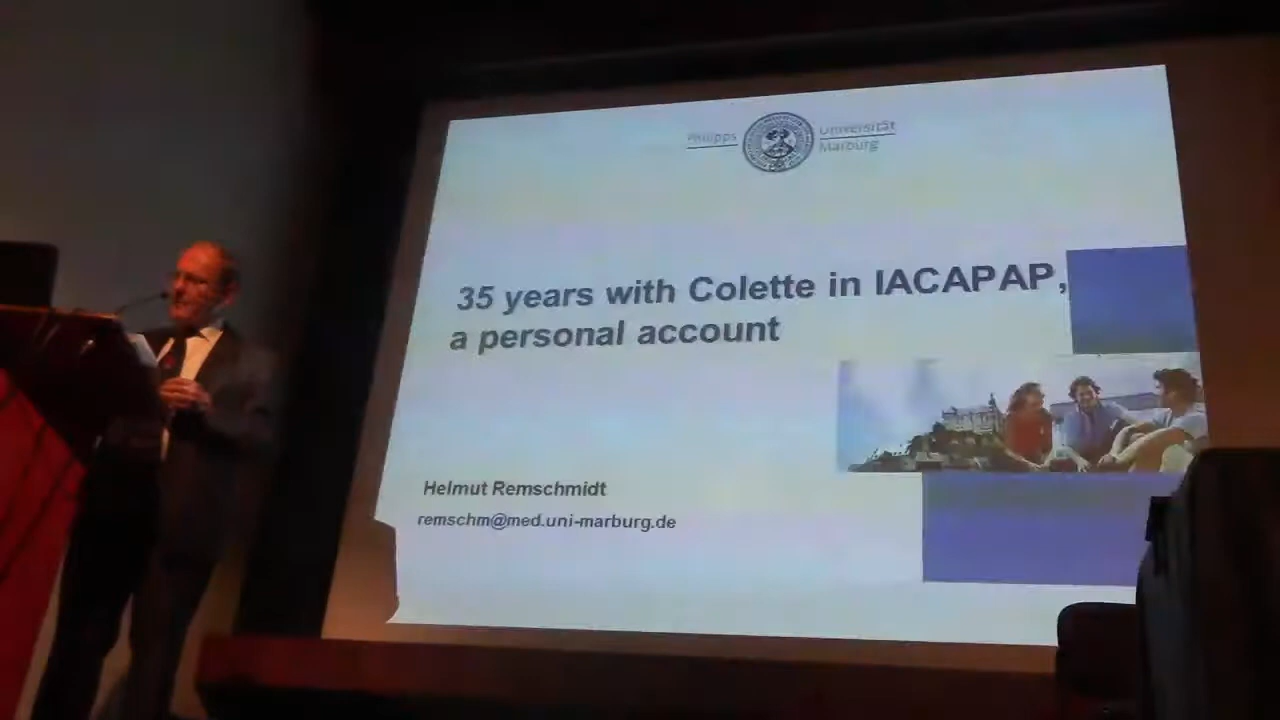 Philipps
Universität
Marburg
35 years with Colette in IACAPAP,
a personal account
Helmut Remschmidt
remschm@med.uni-marburg.de